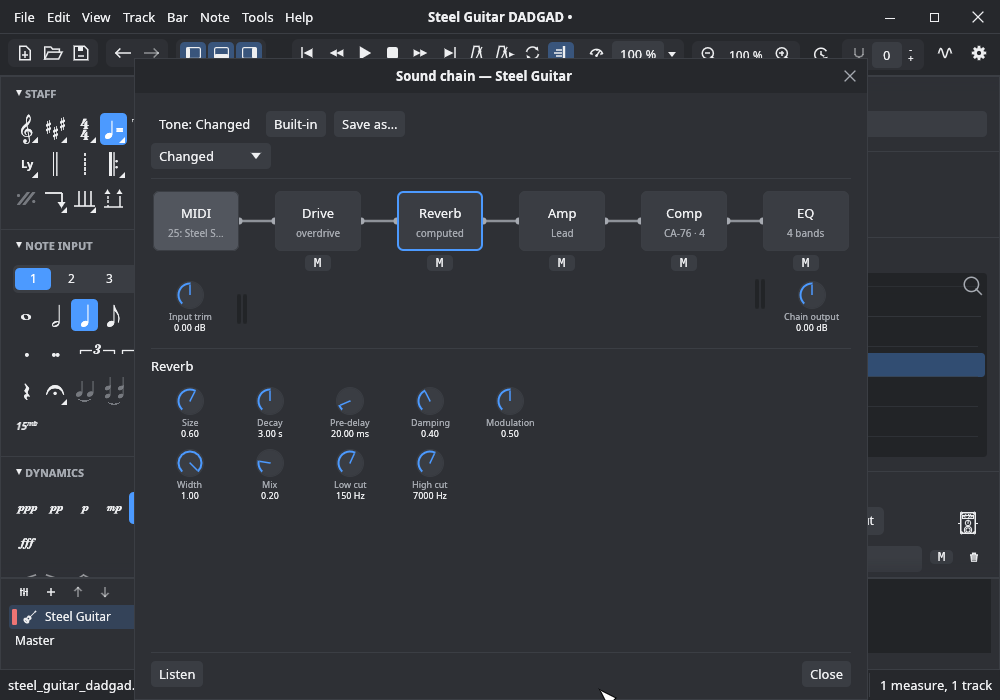 File Edit View Track Bar Note Tools Help
Steel Guitar DADGAD •
100 %
100 %
0
Sound chain — Steel Guitar
STAFF
Ly
NOTE INPUT
1 2 3
3
15mb
DYNAMICS
ppp pp p mp
fff
Tone: Changed
Built-in
Save as...
Changed
MIDI
25: Steel S...
Drive
overdrive
Reverb
computed
Amp
Lead
Comp
CA-76 · 4
EQ
4 bands
M M M M M
Input trim
0.00 dB
Chain output
0.00 dB
Reverb
Size
0.60
Decay
3.00 s
Pre-delay
20.00 ms
Damping
0.40
Modulation
0.50
Width
1.00
Mix
0.20
Low cut
150 Hz
High cut
7000 Hz
M
Steel Guitar
Master
Listen
Close
steel_guitar_dadgad.
1 measure, 1 track